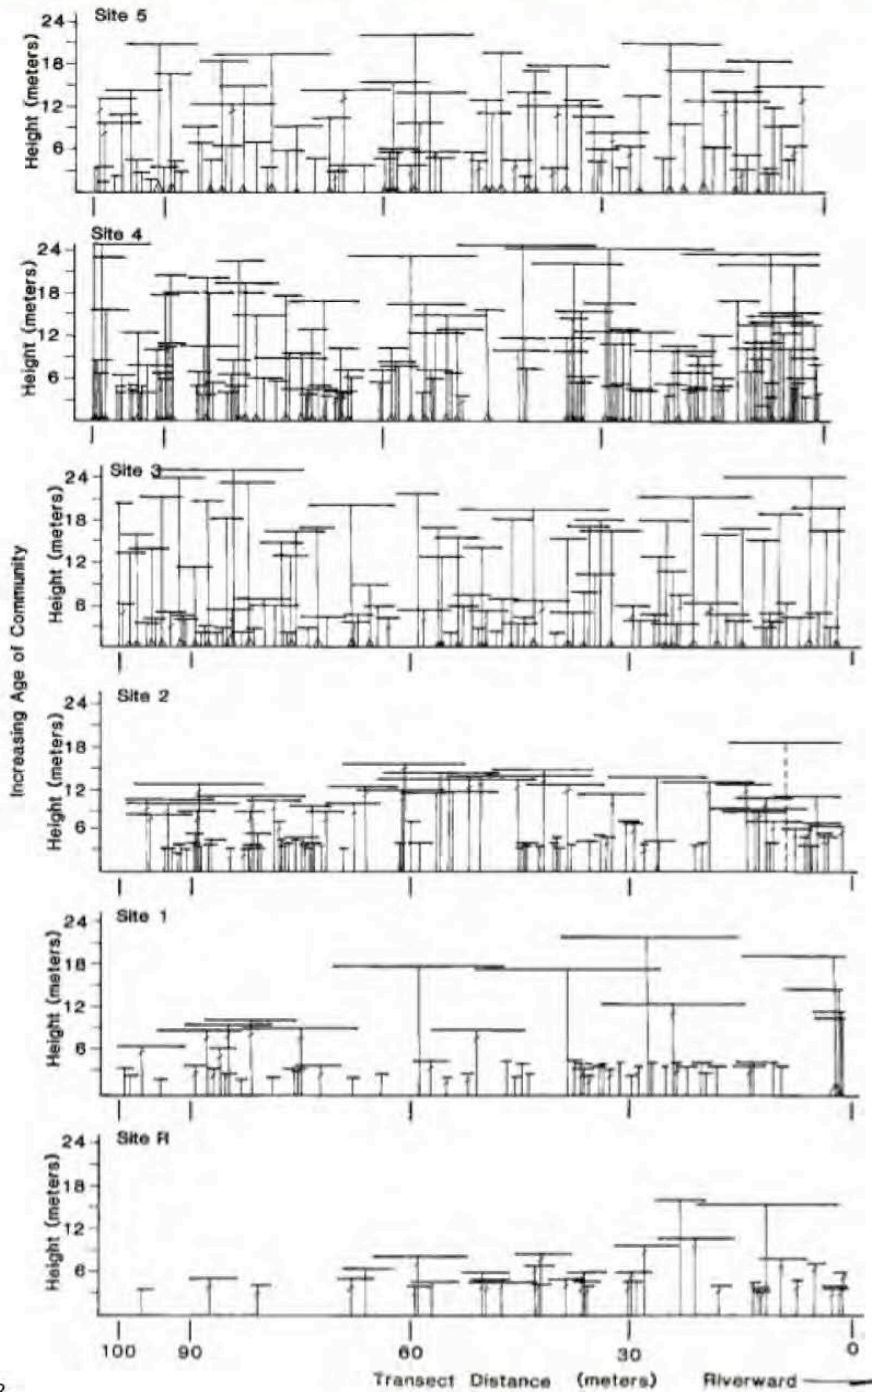 Site 5
24
18
12
6
Height (meters)
Site 4
24
18
12
6
Height (meters)
Site 3
24
18
12
6
Height (meters)
Site 2
24
18
12
6
Height (meters)
Site 1
24
18
12
6
Height (meters)
Site R
24
18
12
6
Height (meters)
Increasing Age of Community
100 90 60 30 0
Transect Distance (meters) Riverward